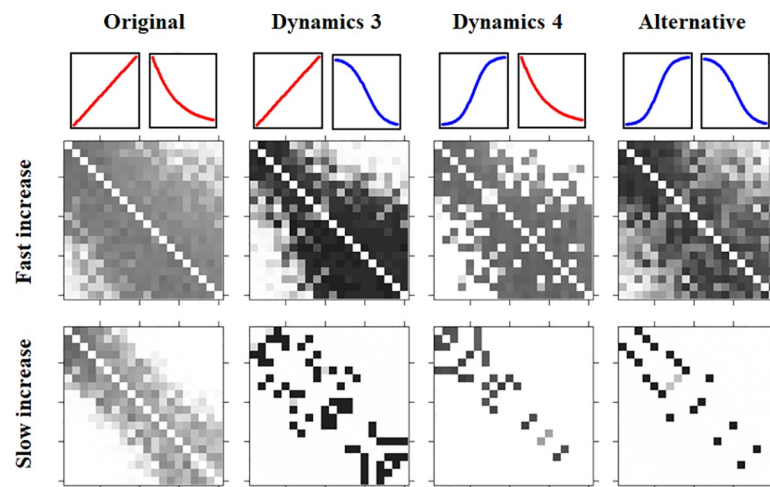 Original Dynamics 3 Dynamics 4 Alternative
Fast increase
Slow increase